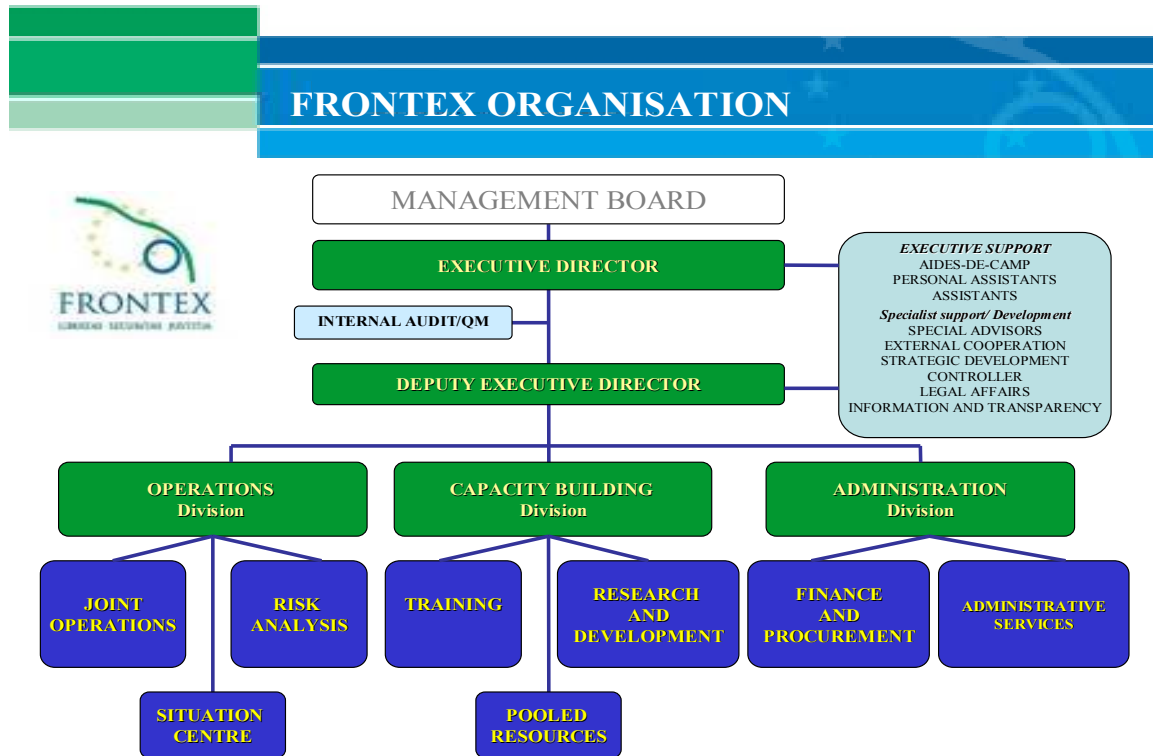 FRONTEX ORGANISATION
FRONTEX
LIBERTAS SECURITAS JUSTITIA
MANAGEMENT BOARD
EXECUTIVE DIRECTOR
INTERNAL AUDIT/QM
DEPUTY EXECUTIVE DIRECTOR
EXECUTIVE SUPPORT
AIDES-DE-CAMP
PERSONAL ASSISTANTS
ASSISTANTS
Specialist support/ Development
SPECIAL ADVISORS
EXTERNAL COOPERATION
STRATEGIC DEVELOPMENT
CONTROLLER
LEGAL AFFAIRS
INFORMATION AND TRANSPARENCY
OPERATIONS
Division
CAPACITY BUILDING
Division
ADMINISTRATION
Division
JOINT
OPERATIONS
RISK
ANALYSIS
TRAINING
RESEARCH
AND
DEVELOPMENT
FINANCE
AND
PROCUREMENT
ADMINISTRATIVE
SERVICES
SITUATION
CENTRE
POOLED
RESOURCES